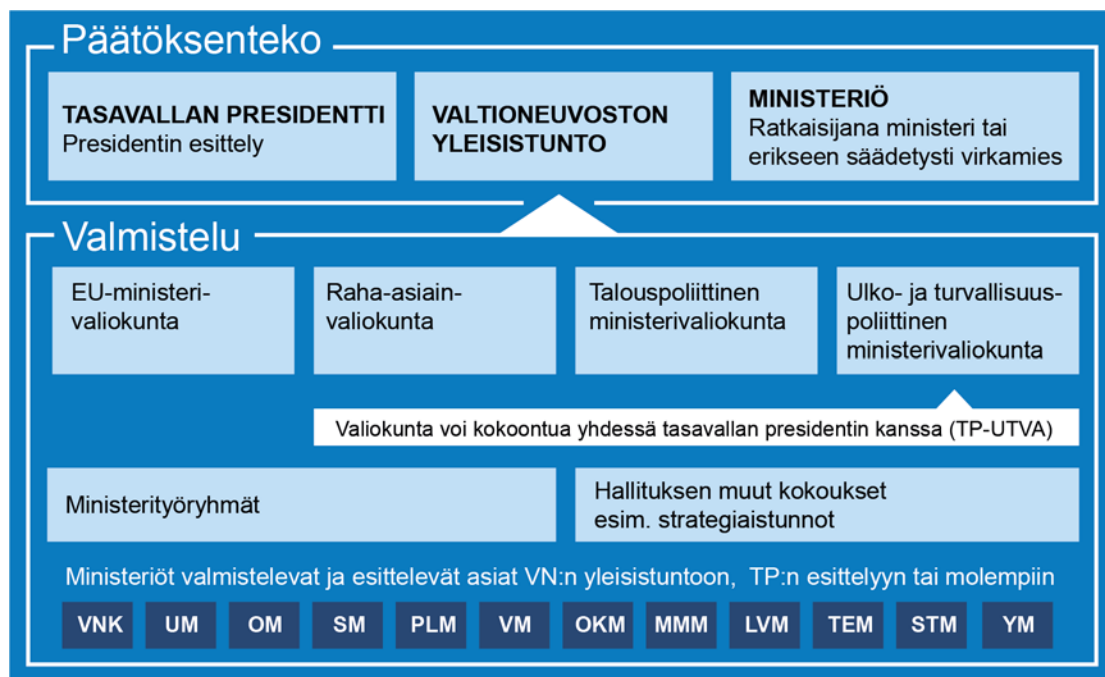 Päätöksenteko
TASAVALLAN PRESIDENTTI
Presidentin esittely
VALTIONEUVOSTON
YLEISISTUNTO
MINISTERIÖ
Ratkaisijana ministeri tai
erikseen säädetysti virkamies
Valmistelu
EU-ministeri-
valiokunta
Raha-asiain-
valiokunta
Talouspoliittinen
ministerivaliokunta
Ulko- ja turvallisuus-
poliittinen
ministerivaliokunta
Valiokunta voi kokoontua yhdessä tasavallan presidentin kanssa (TP-UTVA)
Ministerityöryhmät
Hallituksen muut kokoukset
esim. strategiaistunnot
Ministeriöt valmistelevat ja esittelevät asiat VN:n yleisistuntoon, TP:n esittelyyn tai molempiin
VNK UM OM SM PLM VM OKM MMM LVM TEM STM YM